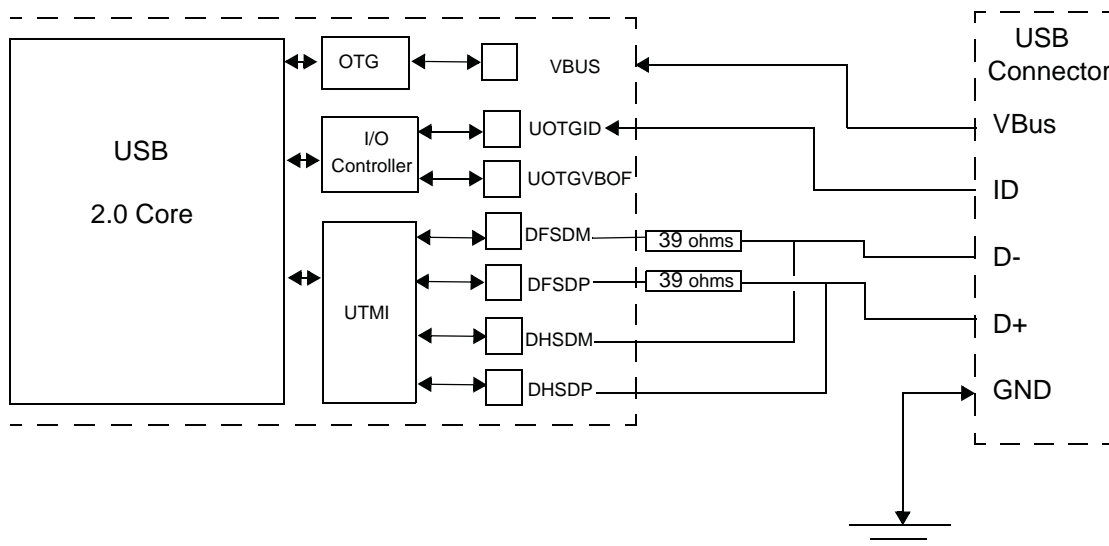 USB
2.0 Core
OTG
I/O
Controller
UTMI
VBUS
UOTGID
UOTGVBOF
DFSDM
DFSDP
DHSDM
DHSDP
39 ohms
39 ohms
USB
Connector
VBus
ID
D-
D+
GND